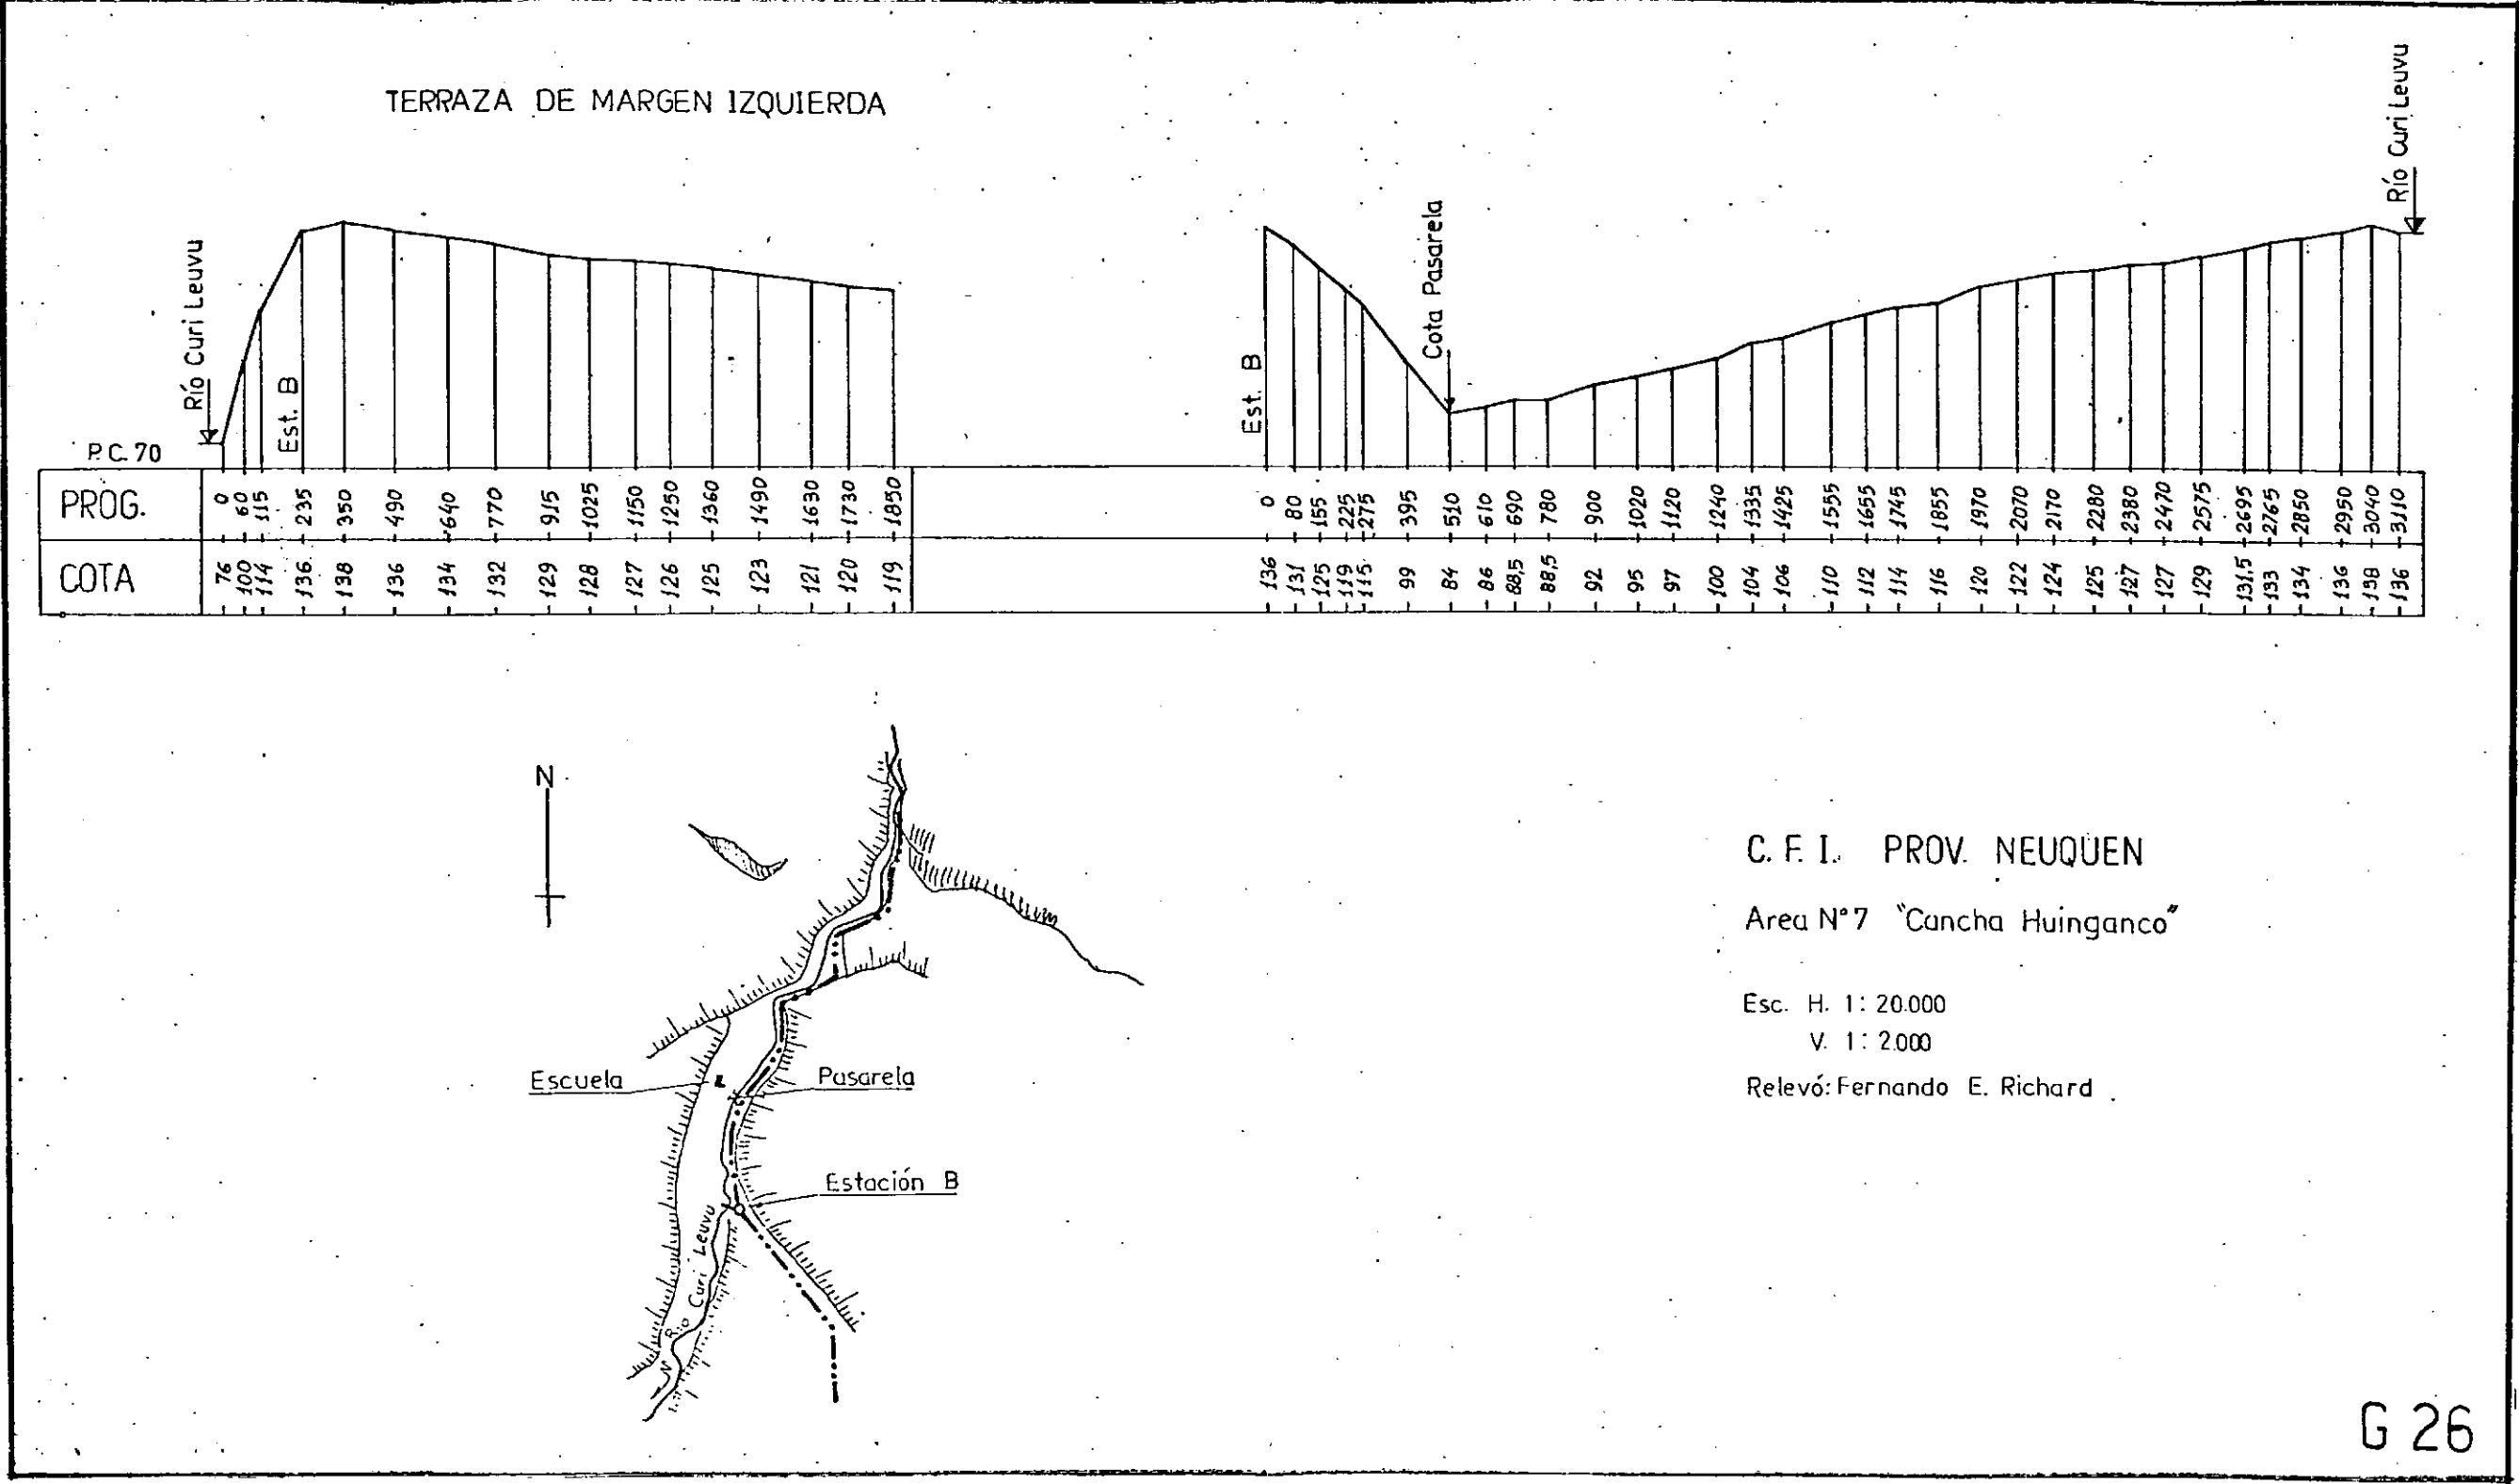 TERRAZA DE MARGEN IZQUIERDA
Río Curi Leuvu
Est. B
P.C. 70
Est. B
Cota Pasarela
Río Curi Leuvu
PROG. 0 60 115 235 350 490 640 770 915 1025 1150 1250 1360 1490 1630 1730 1850 0 80 155 225 275 395 510 610 690 780 900 1020 1120 1240 1335 1425 1555 1655 1745 1855 1970 2070 2170 2280 2380 2470 2575 2695 2765 2850 2950 3040 3110
COTA 76 100 114 136 138 136 134 132 129 128 127 126 125 123 121 120 119 136 131 125 119 115 99 84 86 88,5 88,5 92 95 97 100 104 106 110 112 114 116 120 122 124 125 127 127 129 131,5 133 134 136 138 136
N
Escuela
Pasarela
Estación B
Río Curi Leuvu
C. F. I. PROV. NEUQUEN
Area N° 7 "Cancha Huinganco"
Esc. H. 1: 20.000
V. 1: 2.000
Relevó: Fernando E. Richard
G 26